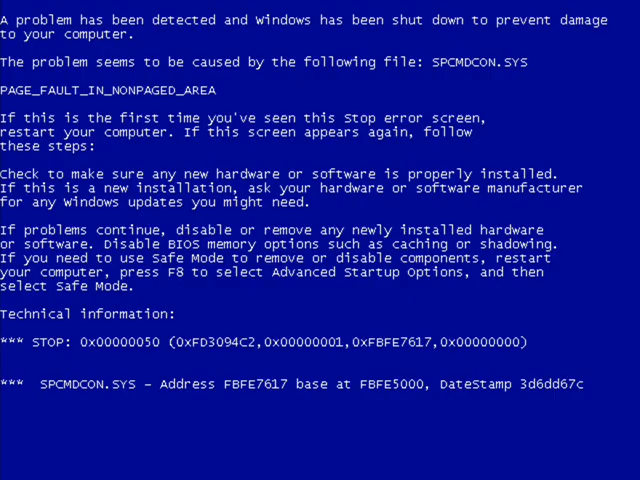 A problem has been detected and Windows has been shut down to prevent damage
to your computer.
The problem seems to be caused by the following file: SPCMDCON.SYS
PAGE_FAULT_IN_NONPAGED_AREA
If this is the first time you've seen this Stop error screen,
restart your computer. If this screen appears again, follow
these steps:
Check to make sure any new hardware or software is properly installed.
If this is a new installation, ask your hardware or software manufacturer
for any Windows updates you might need.
If problems continue, disable or remove any newly installed hardware
or software. Disable BIOS memory options such as caching or shadowing.
If you need to use Safe Mode to remove or disable components, restart
your computer, press F8 to select Advanced Startup Options, and then
select Safe Mode.
Technical information:
*** STOP: 0x00000050 (0xFD3094C2,0x00000001,0xFBFE7617,0x00000000)
*** SPCMDCON.SYS – Address FBFE7617 base at FBFE5000, DateStamp 3d6dd67c